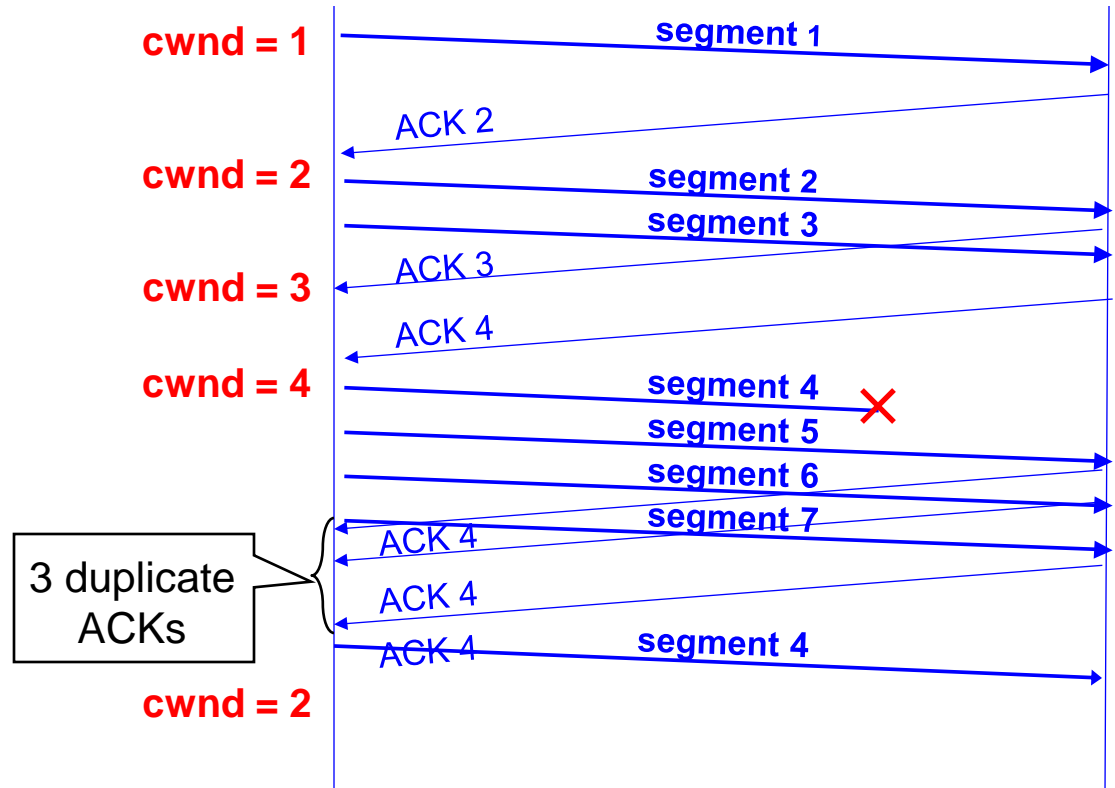 cwnd = 1
segment 1
ACK 2
cwnd = 2
segment 2
segment 3
ACK 3
cwnd = 3
ACK 4
cwnd = 4
segment 4
segment 5
segment 6
segment 7
ACK 4
3 duplicate
ACKs
ACK 4
ACK 4
segment 4
cwnd = 2